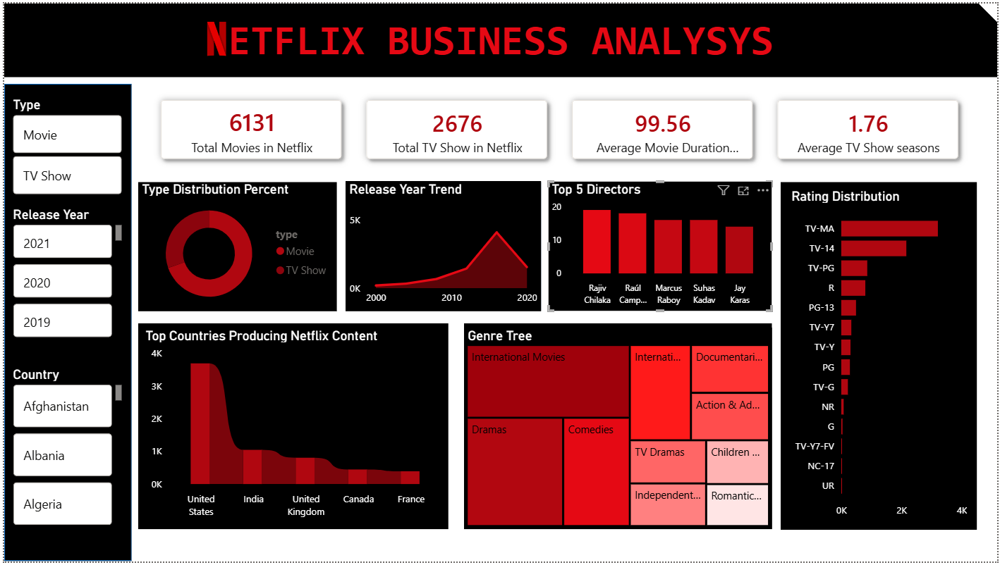 NETFLIX BUSINESS ANALYSYS
Type
Movie
TV Show
Release Year
2021
2020
2019
Country
Afghanistan
Albania
Algeria
6131
Total Movies in Netflix
2676
Total TV Show in Netflix
99.56
Average Movie Duration...
1.76
Average TV Show seasons
Type Distribution Percent
type
Movie
TV Show
Release Year Trend
5K
0K
2000
2010
2020
Top 5 Directors
20
10
0
Rajiv
Chilaka
Raúl
Camp...
Marcus
Raboy
Suhas
Kadav
Jay
Karas
Rating Distribution
TV-MA
TV-14
TV-PG
R
PG-13
TV-Y7
TV-Y
PG
TV-G
NR
G
TV-Y7-FV
NC-17
UR
0K
2K
4K
Top Countries Producing Netflix Content
4K
3K
2K
1K
0K
United
States
India
United
Kingdom
Canada
France
Genre Tree
International Movies
Dramas
Comedies
Internati...
Documentari...
Action & Ad...
TV Dramas
Children ...
Independent...
Romantic...